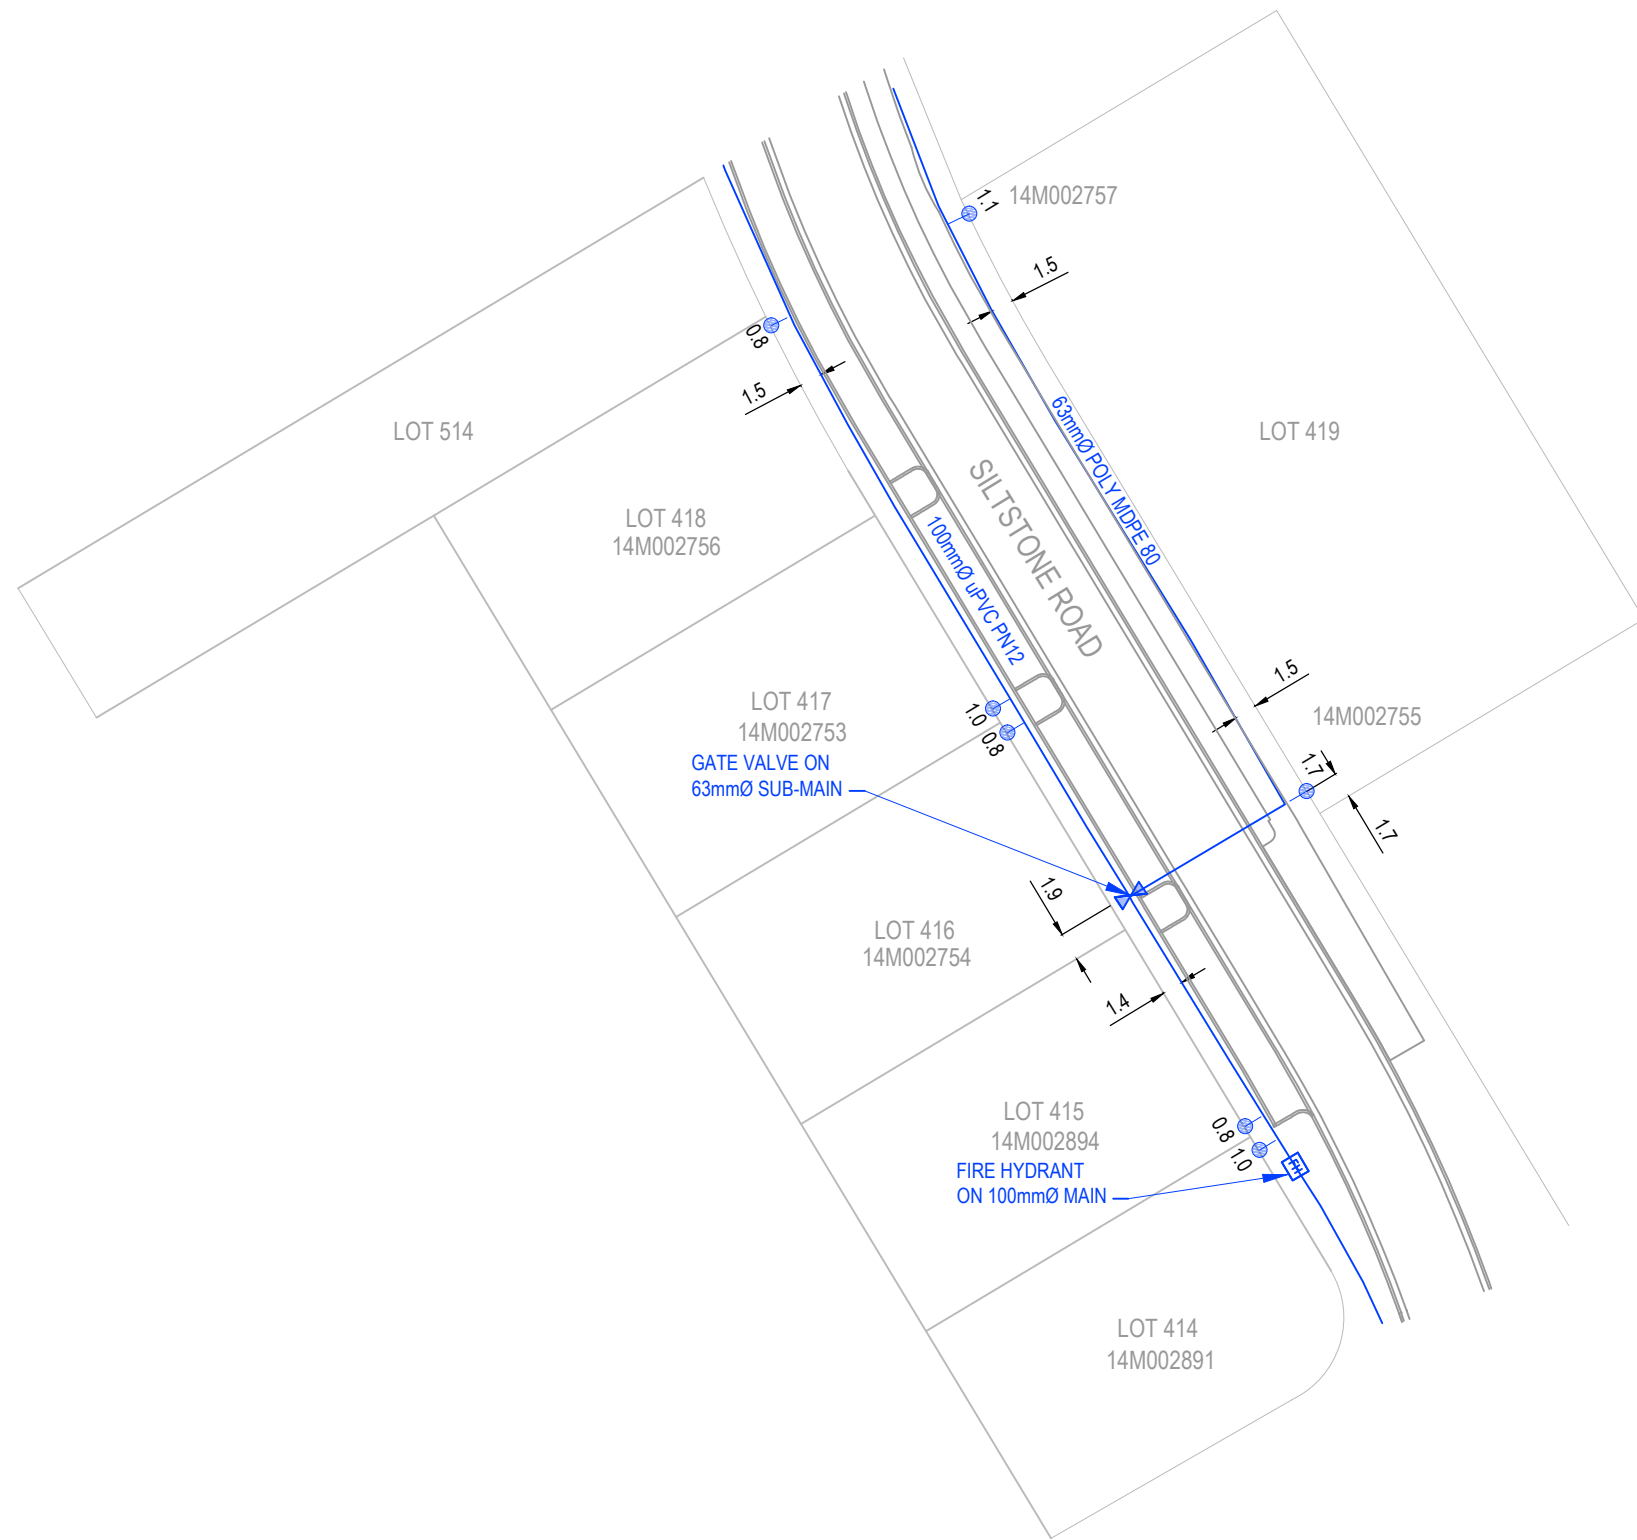 1.1
14M002757
1.5
0.8
1.5
LOT 514
63mmØ POLY MDPE 80
LOT 419
SILTSTONE ROAD
LOT 418
14M002756
100mmØ uPVC PN12
1.5
LOT 417
14M002753
1.0
0.8
14M002755
GATE VALVE ON
63mmØ SUB-MAIN
1.7
1.7
1.9
LOT 416
14M002754
1.4
LOT 415
14M002894
0.8
1.0
FIRE HYDRANT
ON 100mmØ MAIN
FH
LOT 414
14M002891